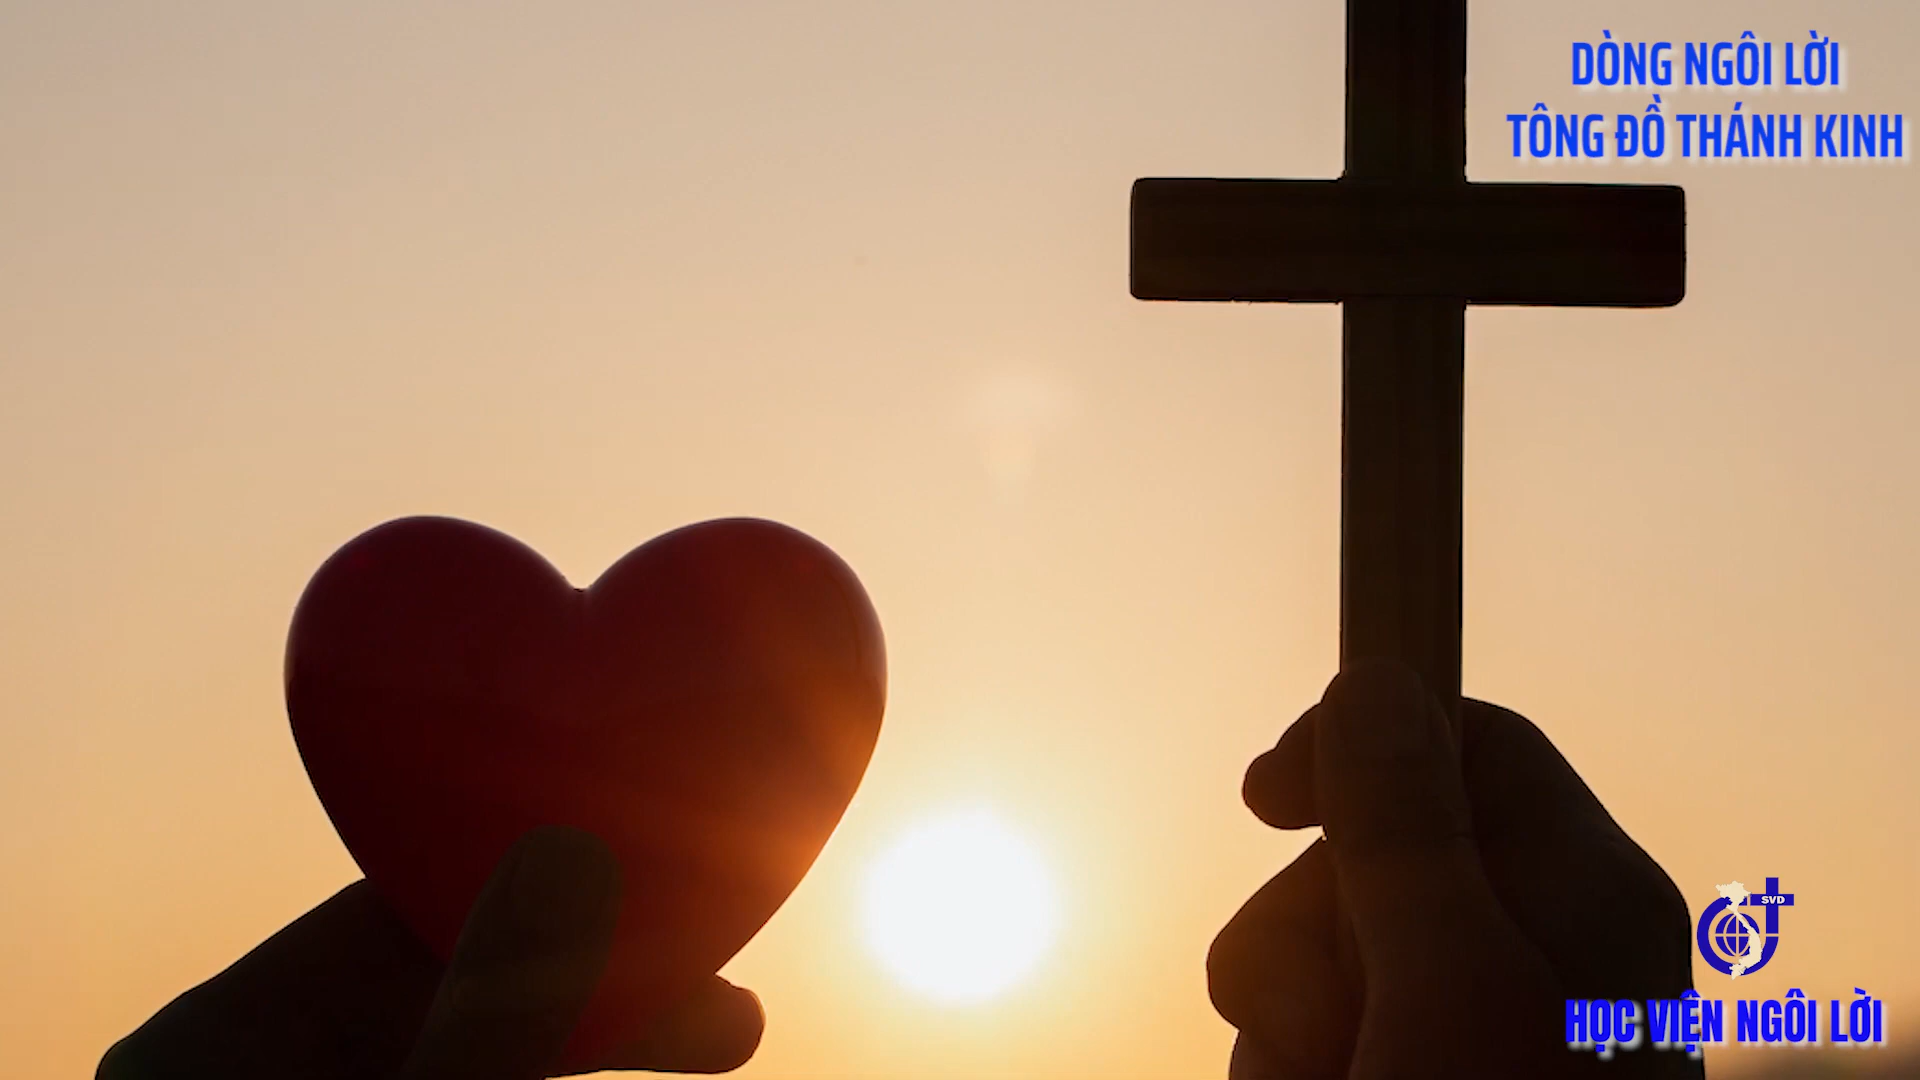 DÒNG NGÔI LỜI
TÔNG ĐỒ THÁNH KINH
SVD
HỌC VIỆN NGÔI LỜI